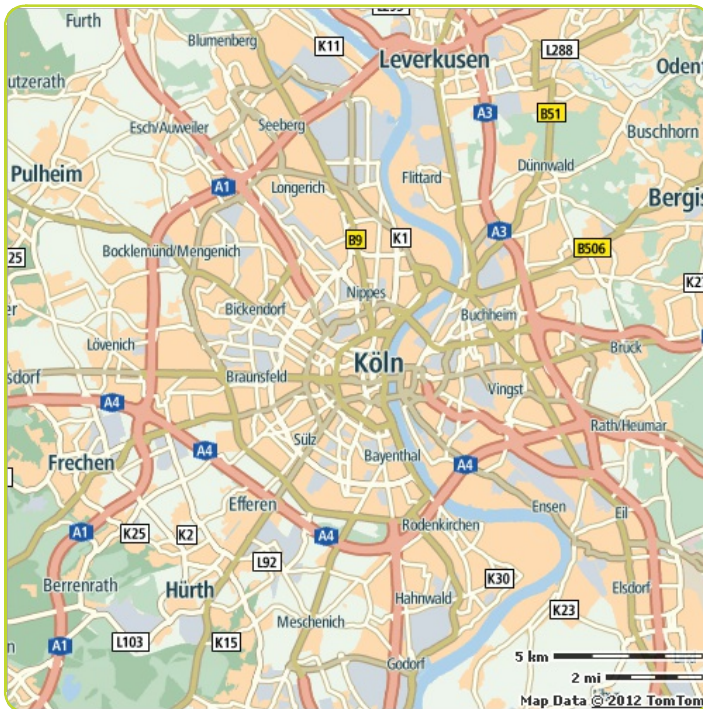 Furth
K11
Blumenberg
Leverkusen
L288
utzerath
A3
B51
Esch/Auweiler
Seeberg
Buschhorn
Pulheim
A1
Longerich
Flittard
Dünnwald
Bergis
B9
K1
A3
B506
25
Bocklemünd/Mengenich
K27
Nippes
Bickendorf
Buchheim
Lövenich
Köln
Brück
sdorf
Braunsfeld
Vingst
A4
Rath/Heumar
Sülz
Frechen
A4
Bayenthal
A4
Efferen
Ensen
Eil
A1
K25
K2
A4
Rodenkirchen
L92
K30
Berrenrath
Hürth
Hahnwald
Elsdorf
K23
Meschenich
A1
L103
K15
Godorf
5 km
2 mi
Map Data © 2012 TomTom